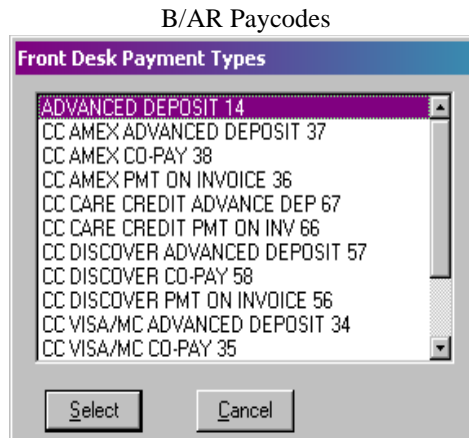 B/AR Paycodes
Front Desk Payment Types
ADVANCED DEPOSIT 14
CC AMEX ADVANCED DEPOSIT 37
CC AMEX CO-PAY 38
CC AMEX PMT ON INVOICE 36
CC CARE CREDIT ADVANCE DEP 67
CC CARE CREDIT PMT ON INV 66
CC DISCOVER ADVANCED DEPOSIT 57
CC DISCOVER CO-PAY 58
CC DISCOVER PMT ON INVOICE 56
CC VISA/MC ADVANCED DEPOSIT 34
CC VISA/MC CO-PAY 35
Select Cancel